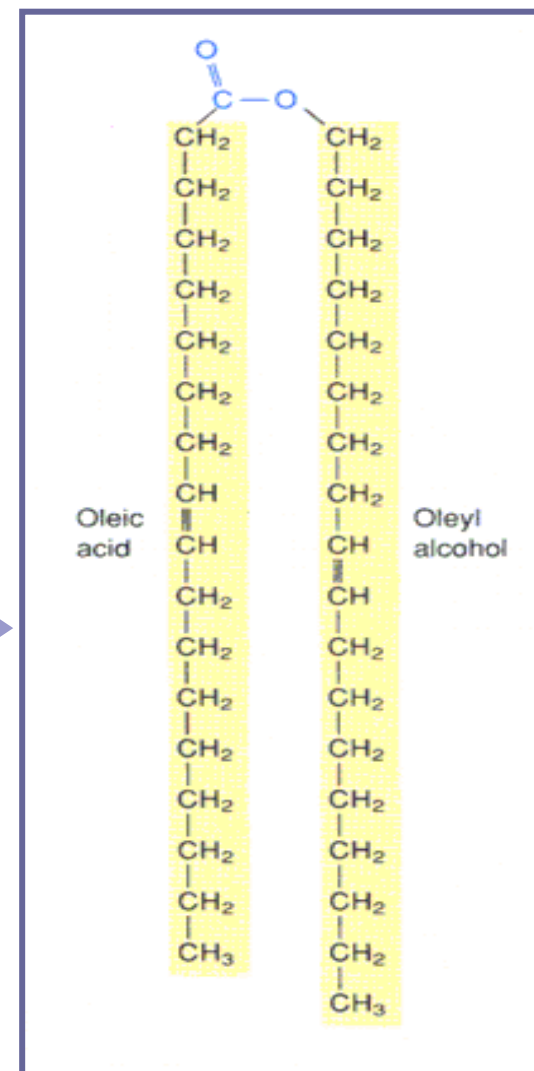 O
C — O
CH₂ CH₂
CH₂ CH₂
CH₂ CH₂
CH₂ CH₂
CH₂ CH₂
CH₂ CH₂
CH₂ CH₂
CH CH₂
Oleic Oleyl
acid CH CH alcohol
CH₂ CH
CH₂ CH₂
CH₂ CH₂
CH₂ CH₂
CH₂ CH₂
CH₂ CH₂
CH₂ CH₂
CH₃ CH₂
CH₃